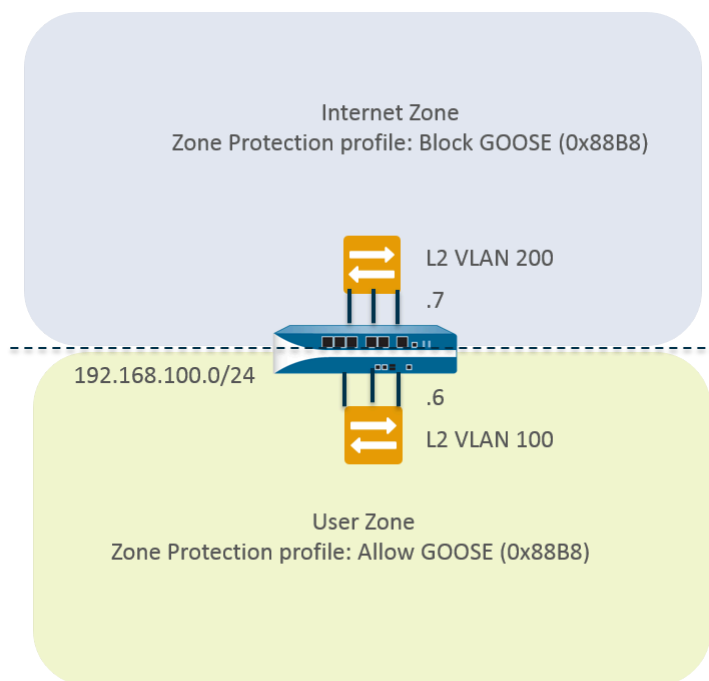 Internet Zone
Zone Protection profile: Block GOOSE (0x88B8)
L2 VLAN 200
.7
192.168.100.0/24
.6
L2 VLAN 100
User Zone
Zone Protection profile: Allow GOOSE (0x88B8)